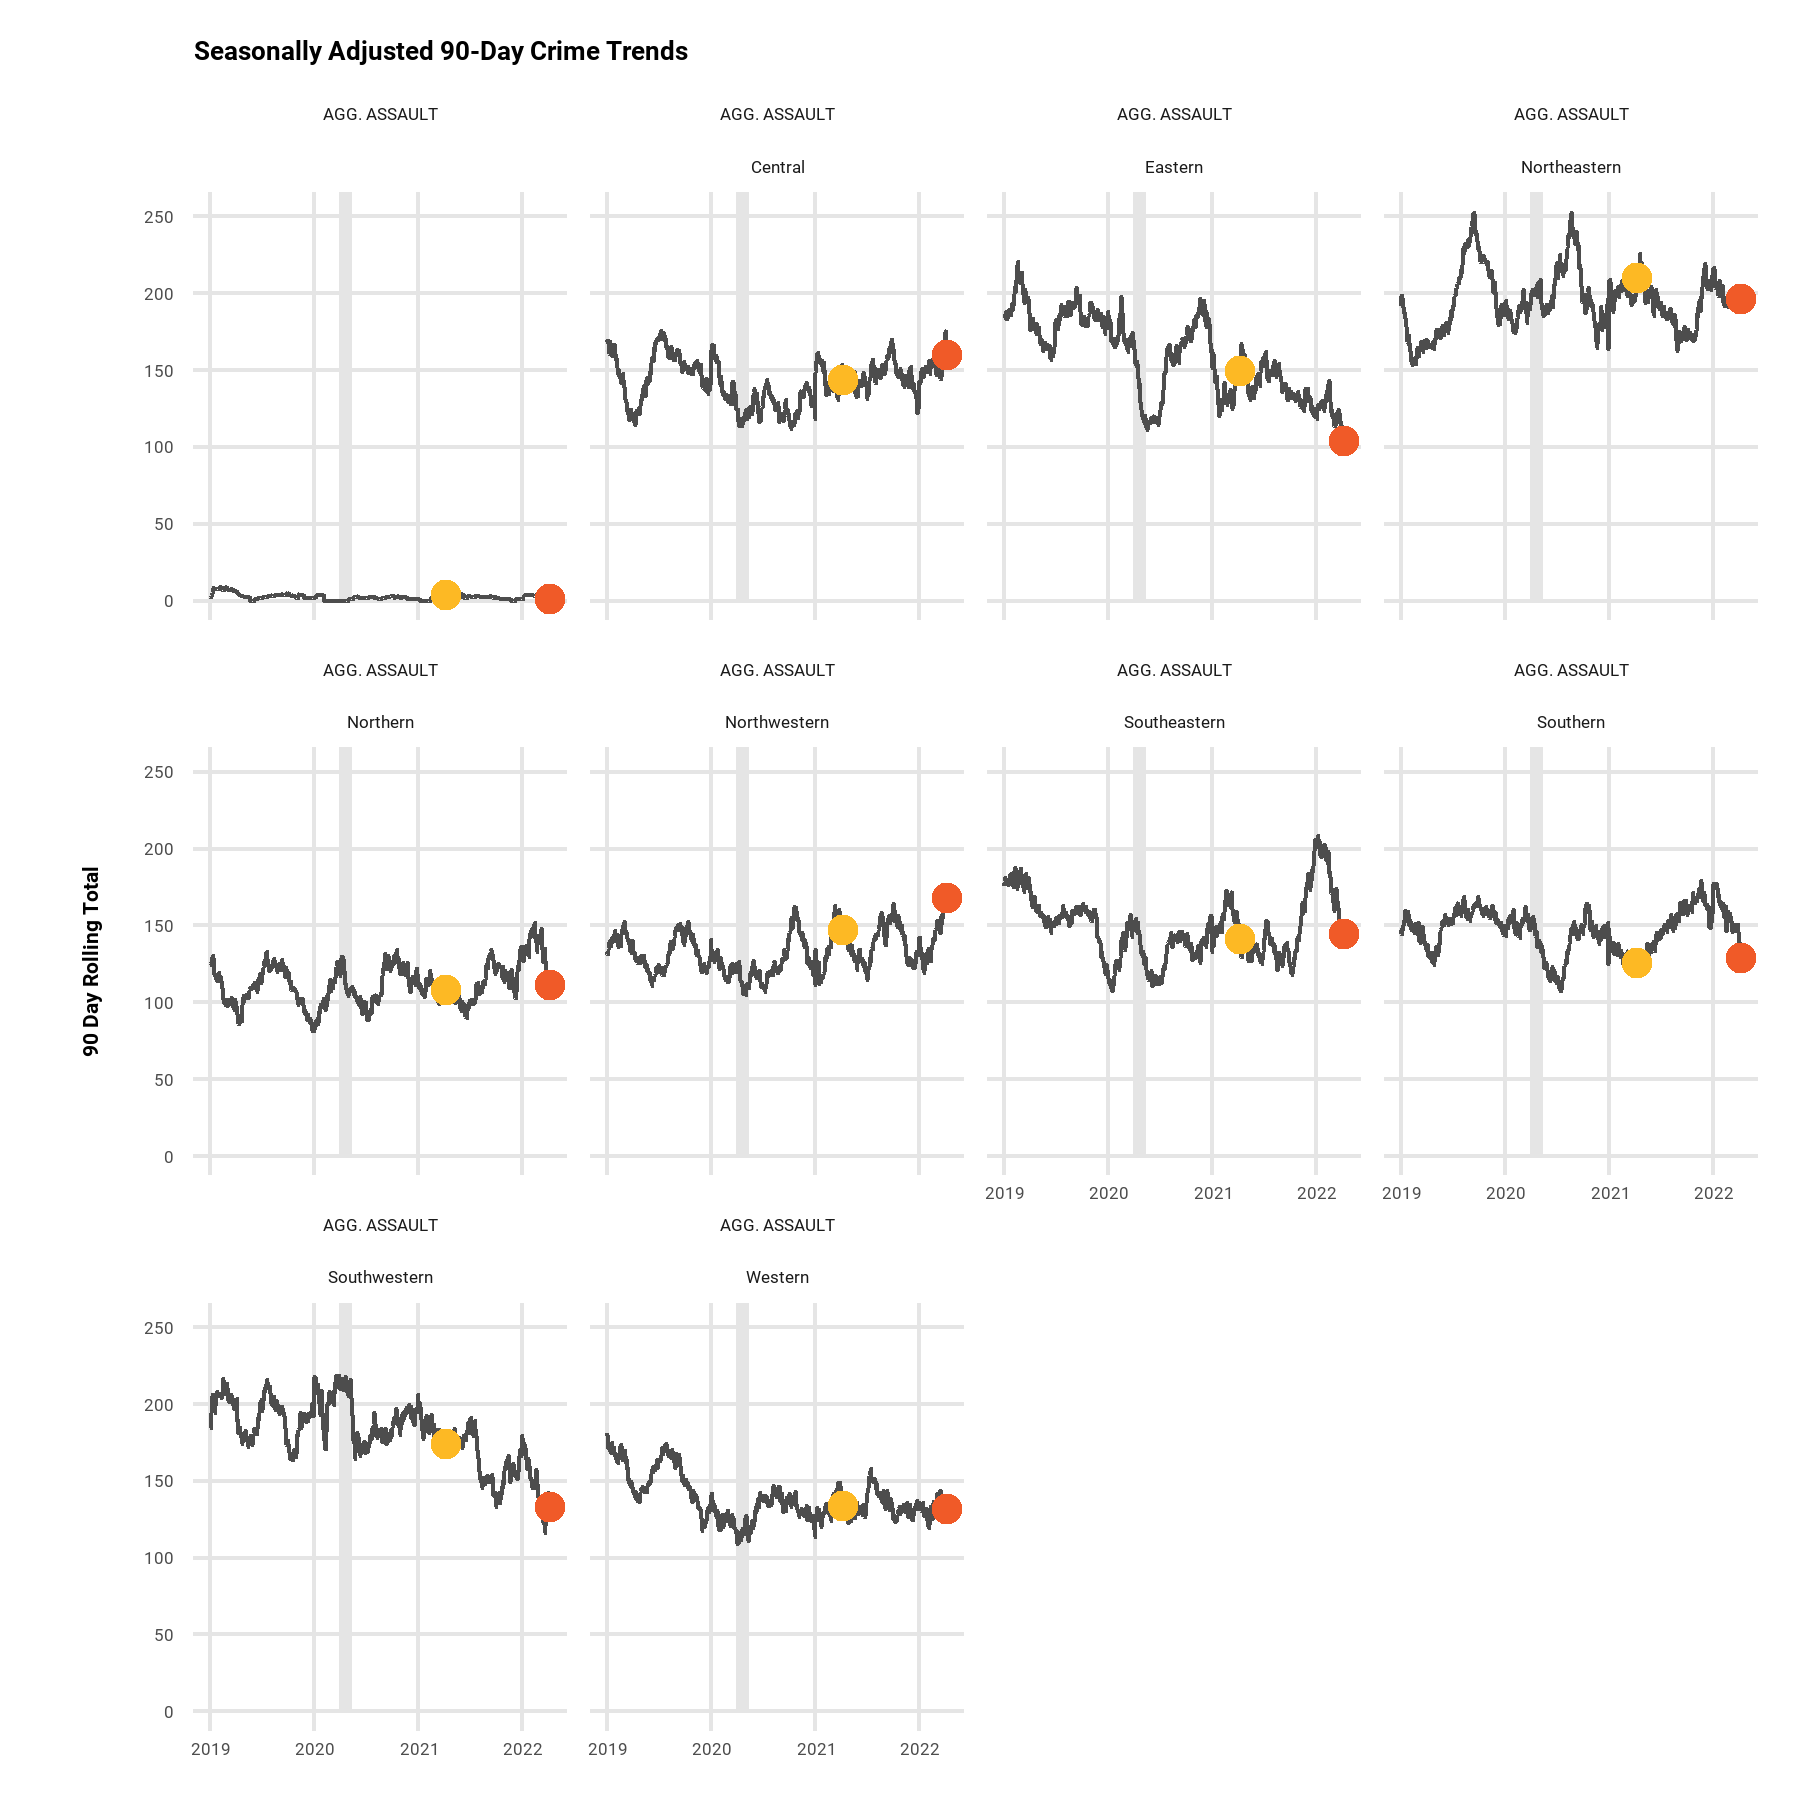 Seasonally Adjusted 90-Day Crime Trends
AGG. ASSAULT
AGG. ASSAULT
AGG. ASSAULT
AGG. ASSAULT
Central
Eastern
Northeastern
250
200
150
100
50
0
AGG. ASSAULT
AGG. ASSAULT
AGG. ASSAULT
AGG. ASSAULT
Northern
Northwestern
Southeastern
Southern
250
200
150
100
50
0
90 Day Rolling Total
2019 2020 2021 2022
2019 2020 2021 2022
AGG. ASSAULT
AGG. ASSAULT
Southwestern
Western
250
200
150
100
50
0
2019 2020 2021 2022
2019 2020 2021 2022